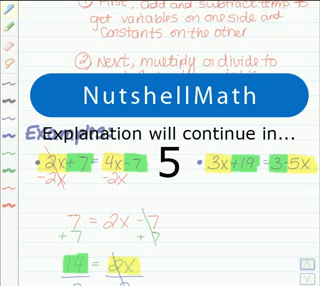 ① First, add and subtract terms to
get variables on one side and
constants on the other
② Next, multiply or divide to
NutshellMath
Examples
Explanation will continue in...
5
• 2x+7 = 4x-7 • 3x+19 = 3-5x
-2x -2x
7 = 2x - 7
+7 +7
14 = 2x